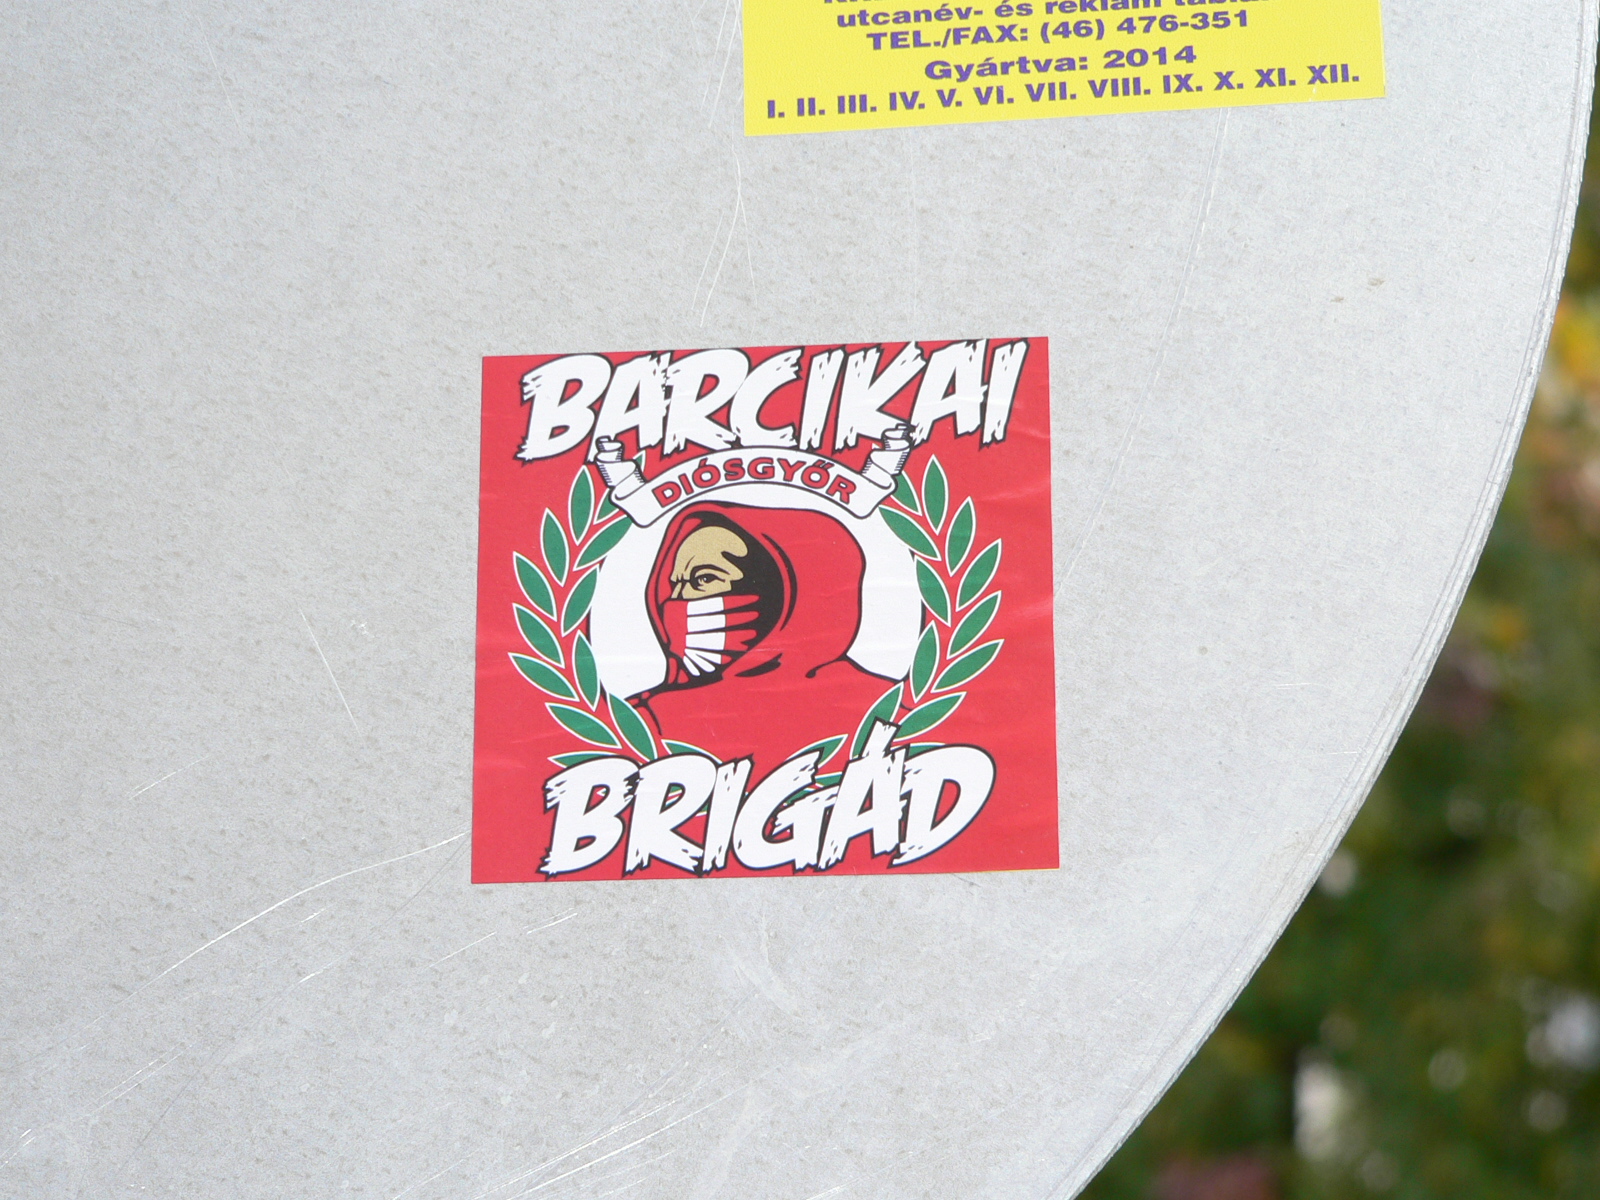 utcanév- és reklám
TEL./FAX: (46) 476-351
Gyártva: 2014
I. II. III. IV. V. VI. VII. VIII. IX. X. XI. XII.
BARCIKAI
DIÓSGYŐR
BRIGÁD